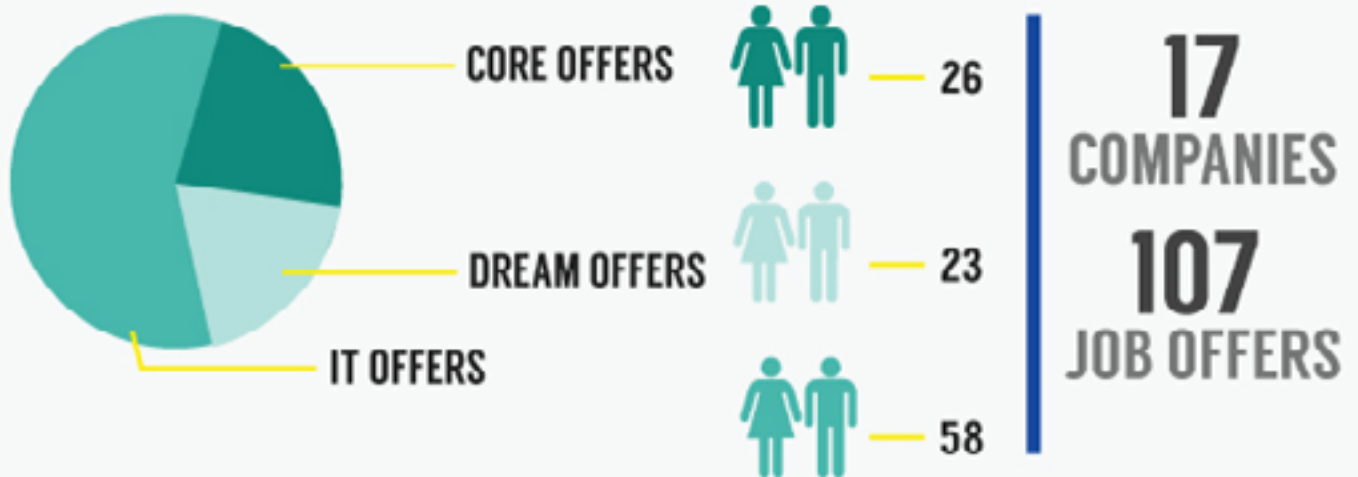 CORE OFFERS
26
DREAM OFFERS
23
IT OFFERS
58
17
COMPANIES
107
JOB OFFERS